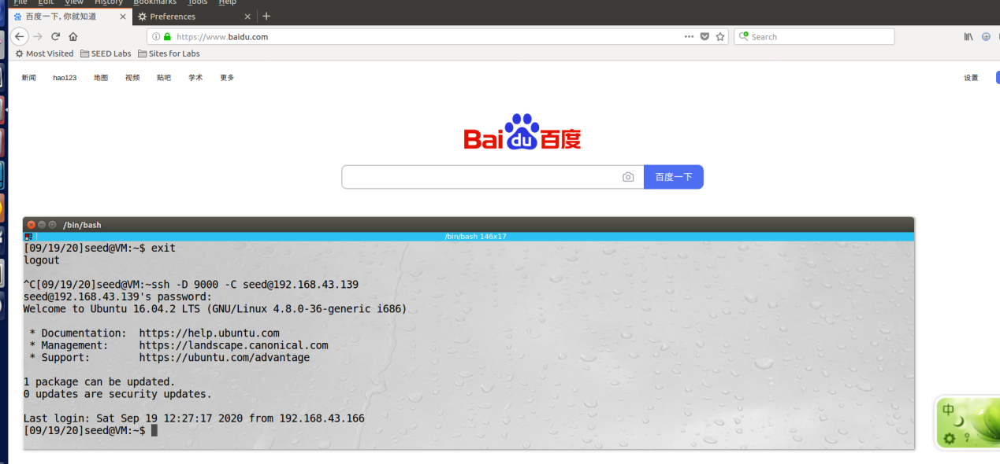 File Edit View History Bookmarks Tools Help
百度一下, 你就知道 Preferences
https://www.baidu.com Search
Most Visited SEED Labs Sites for Labs
新闻 hao123 地图 视频 贴吧 学术 更多 设置
Bai du 百度
百度一下
/bin/bash
/bin/bash 146x17
[09/19/20]seed@VM:~$ exit
logout
^C[09/19/20]seed@VM:~ssh -D 9000 -C seed@192.168.43.139
seed@192.168.43.139's password:
Welcome to Ubuntu 16.04.2 LTS (GNU/Linux 4.8.0-36-generic i686)
* Documentation: https://help.ubuntu.com
* Management: https://landscape.canonical.com
* Support: https://ubuntu.com/advantage
1 package can be updated.
0 updates are security updates.
Last login: Sat Sep 19 12:27:17 2020 from 192.168.43.166
[09/19/20]seed@VM:~$
中